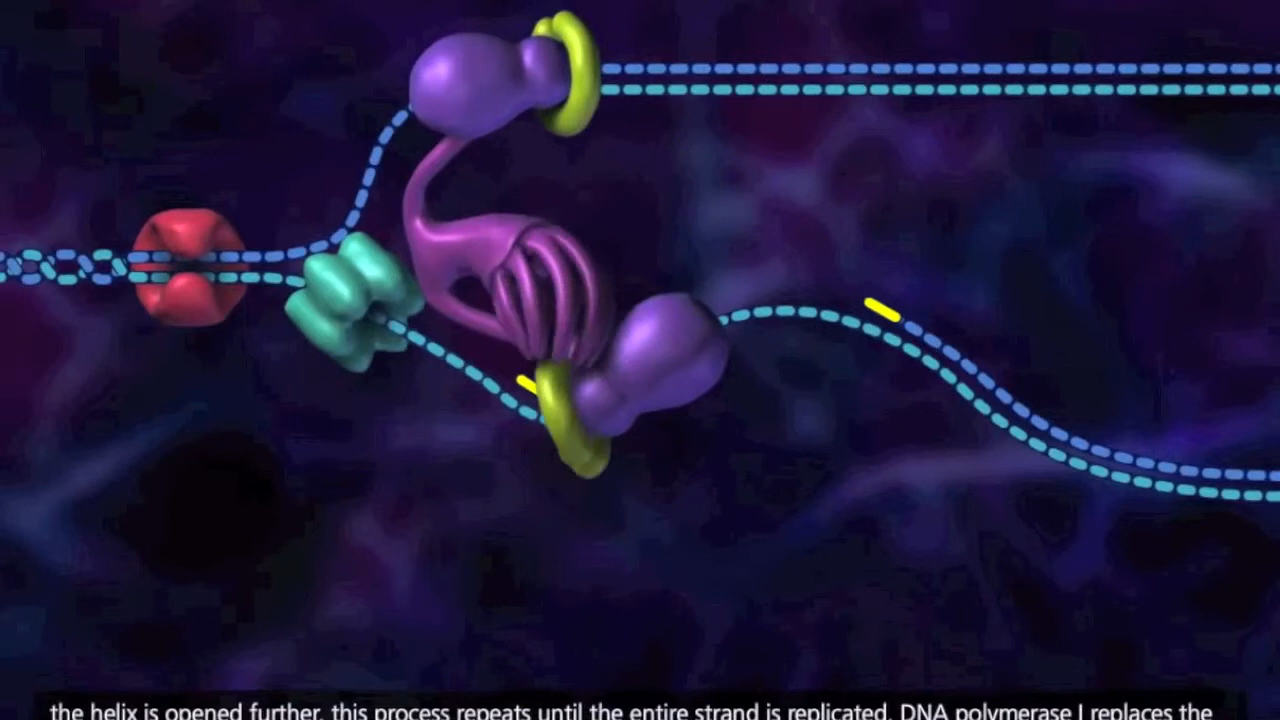 the helix is opened further, this process repeats until the entire strand is replicated. DNA polymerase I replaces the